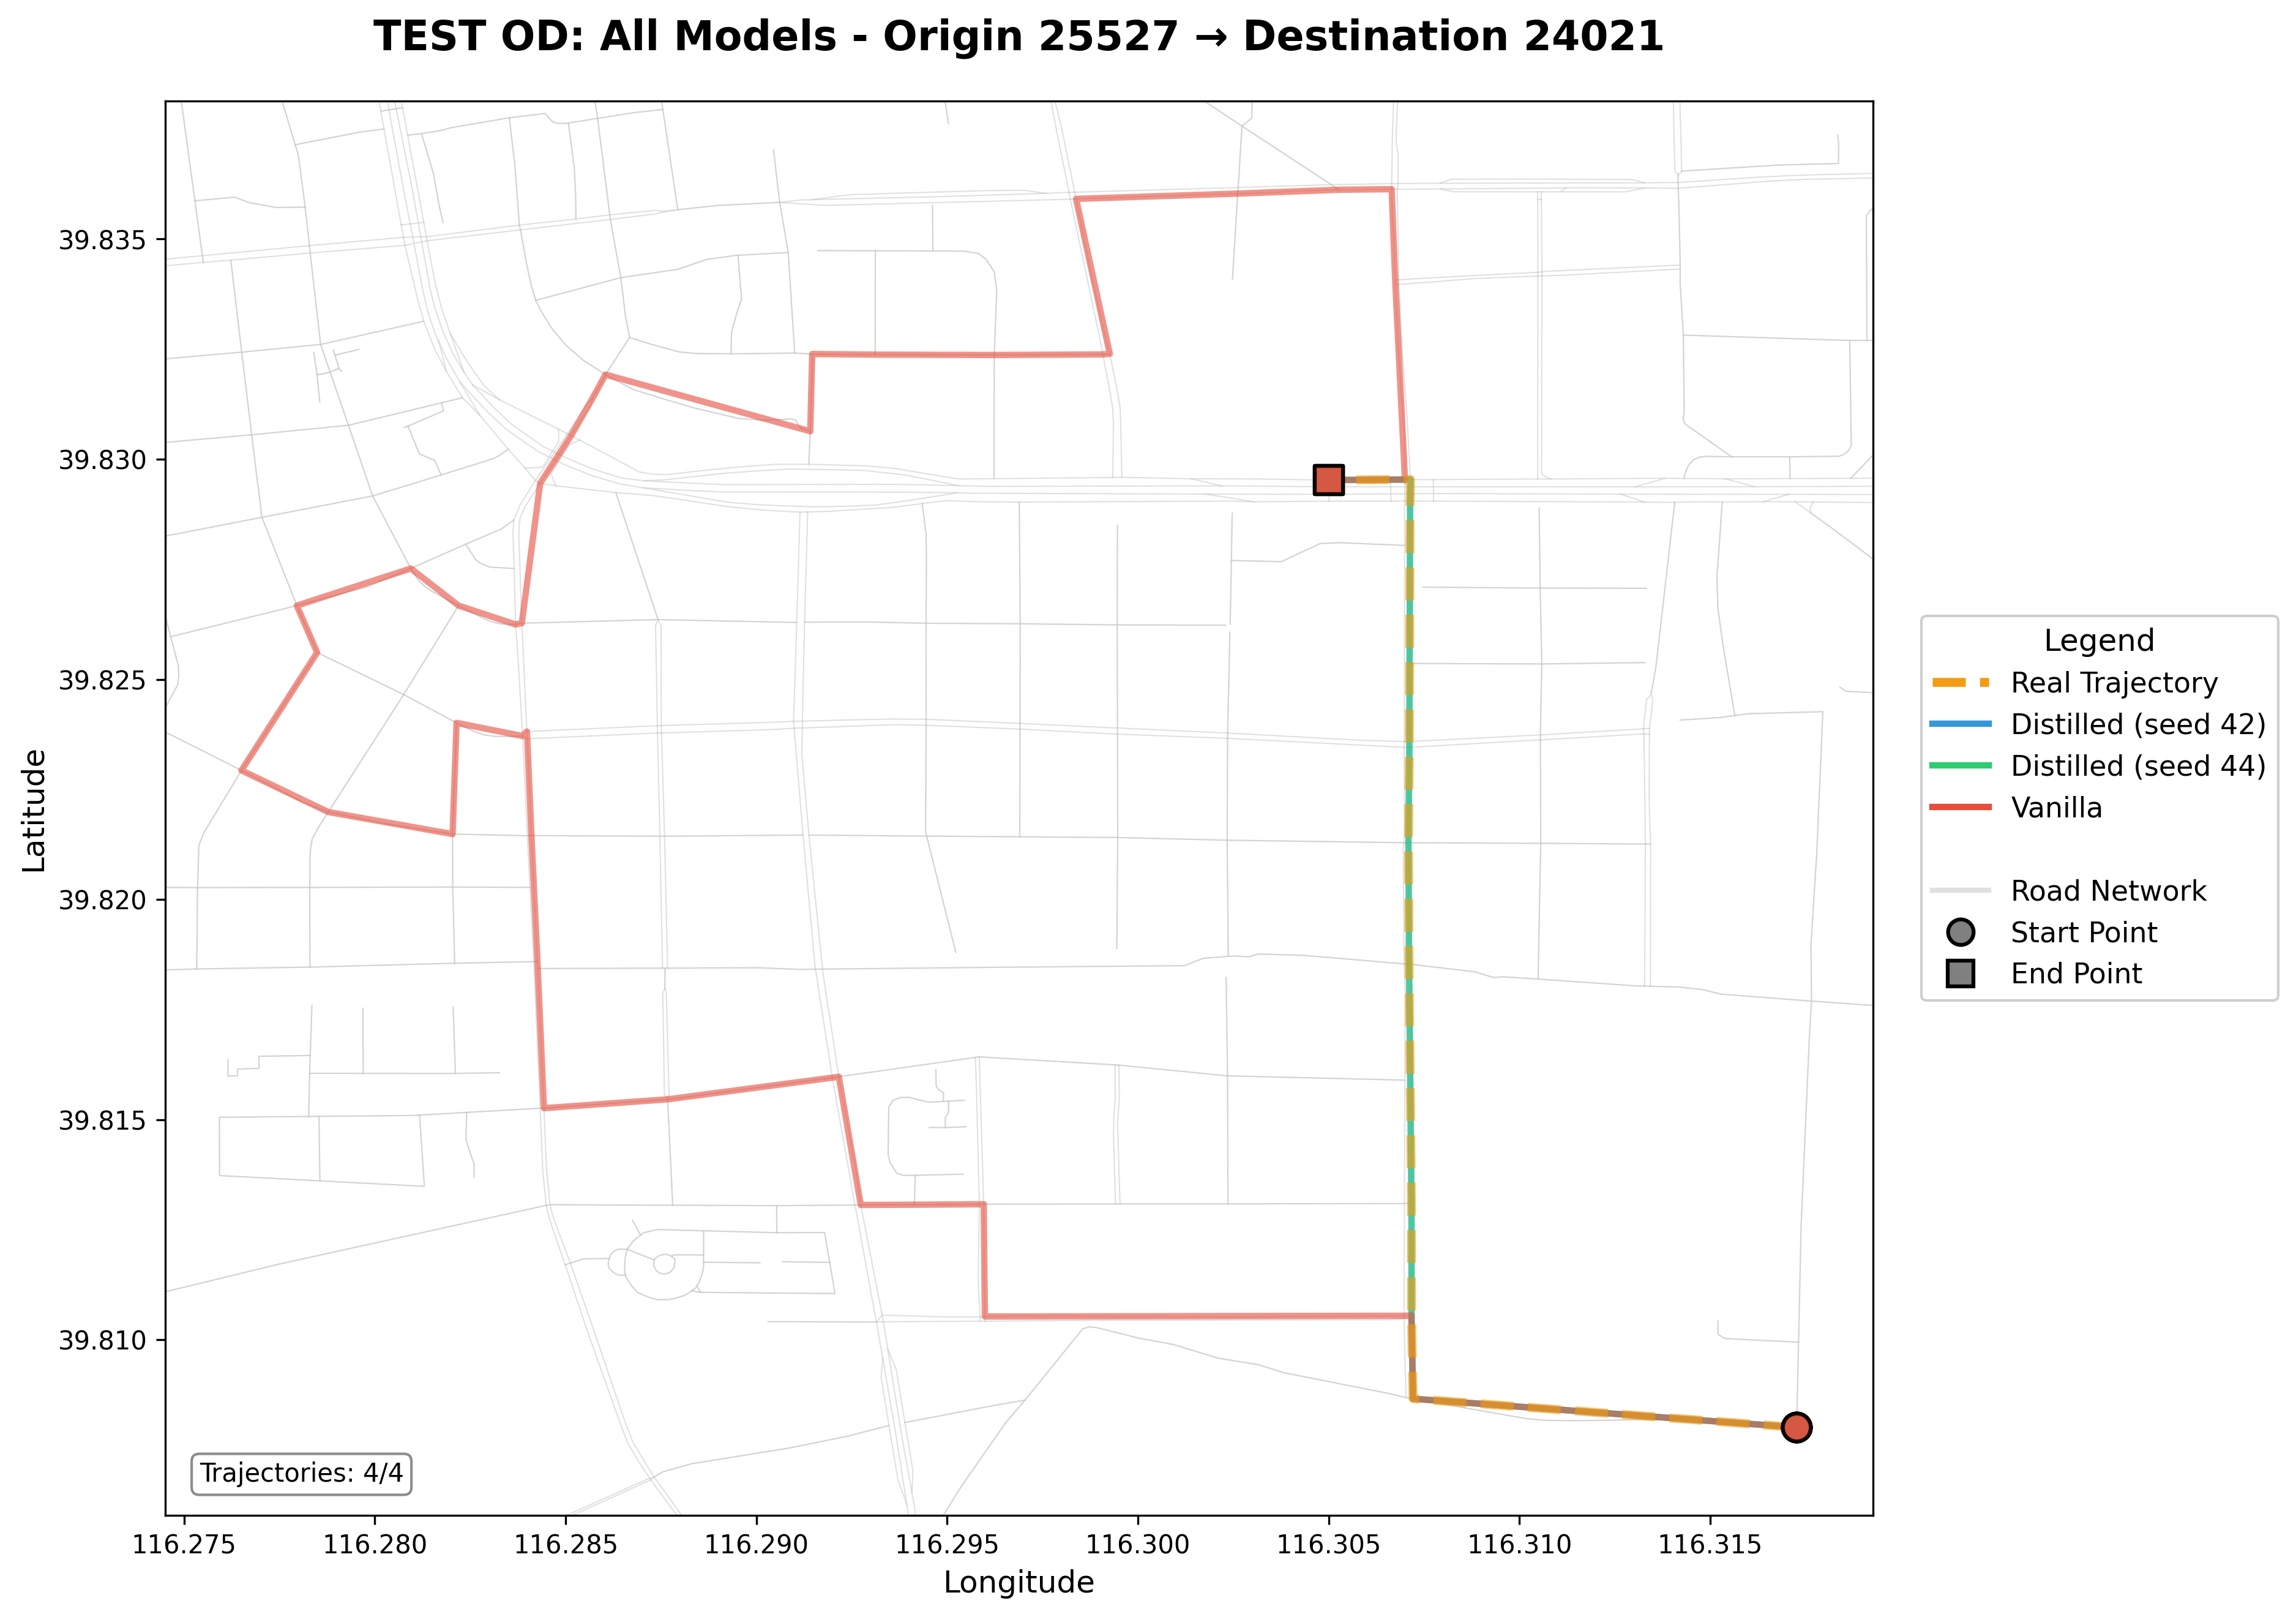 TEST OD: All Models - Origin 25527 → Destination 24021
39.835
39.830
39.825
39.820
39.815
39.810
Latitude
116.275
116.280
116.285
116.290
116.295
116.300
116.305
116.310
116.315
Longitude
Trajectories: 4/4
Legend
Real Trajectory
Distilled (seed 42)
Distilled (seed 44)
Vanilla
Road Network
Start Point
End Point